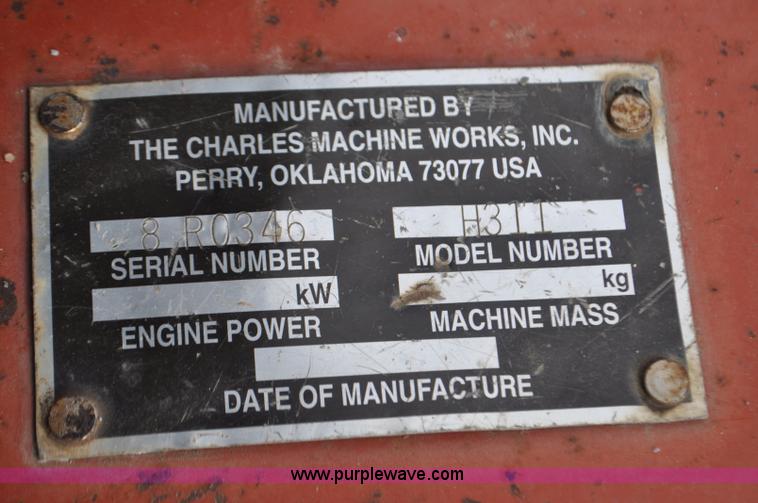 MANUFACTURED BY
THE CHARLES MACHINE WORKS, INC.
PERRY, OKLAHOMA 73077 USA
8 R0346 H311
SERIAL NUMBER MODEL NUMBER
kW kg
ENGINE POWER MACHINE MASS
DATE OF MANUFACTURE
www.purplewave.com